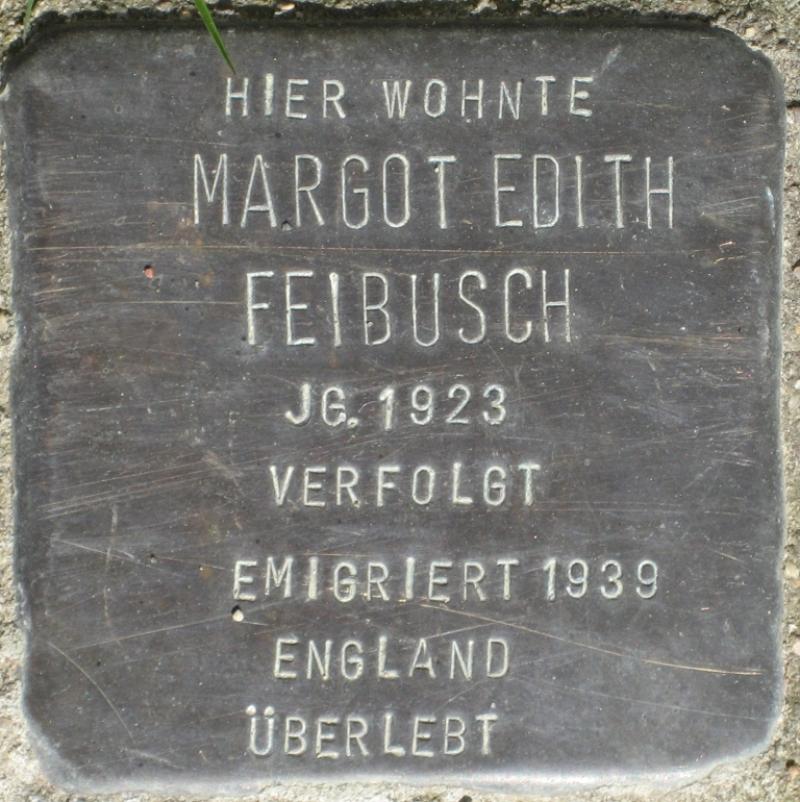 HIER WOHNTE
MARGOT EDITH
FEIBUSCH
JG. 1923
VERFOLGT
EMIGRIERT 1939
ENGLAND
ÜBERLEBT